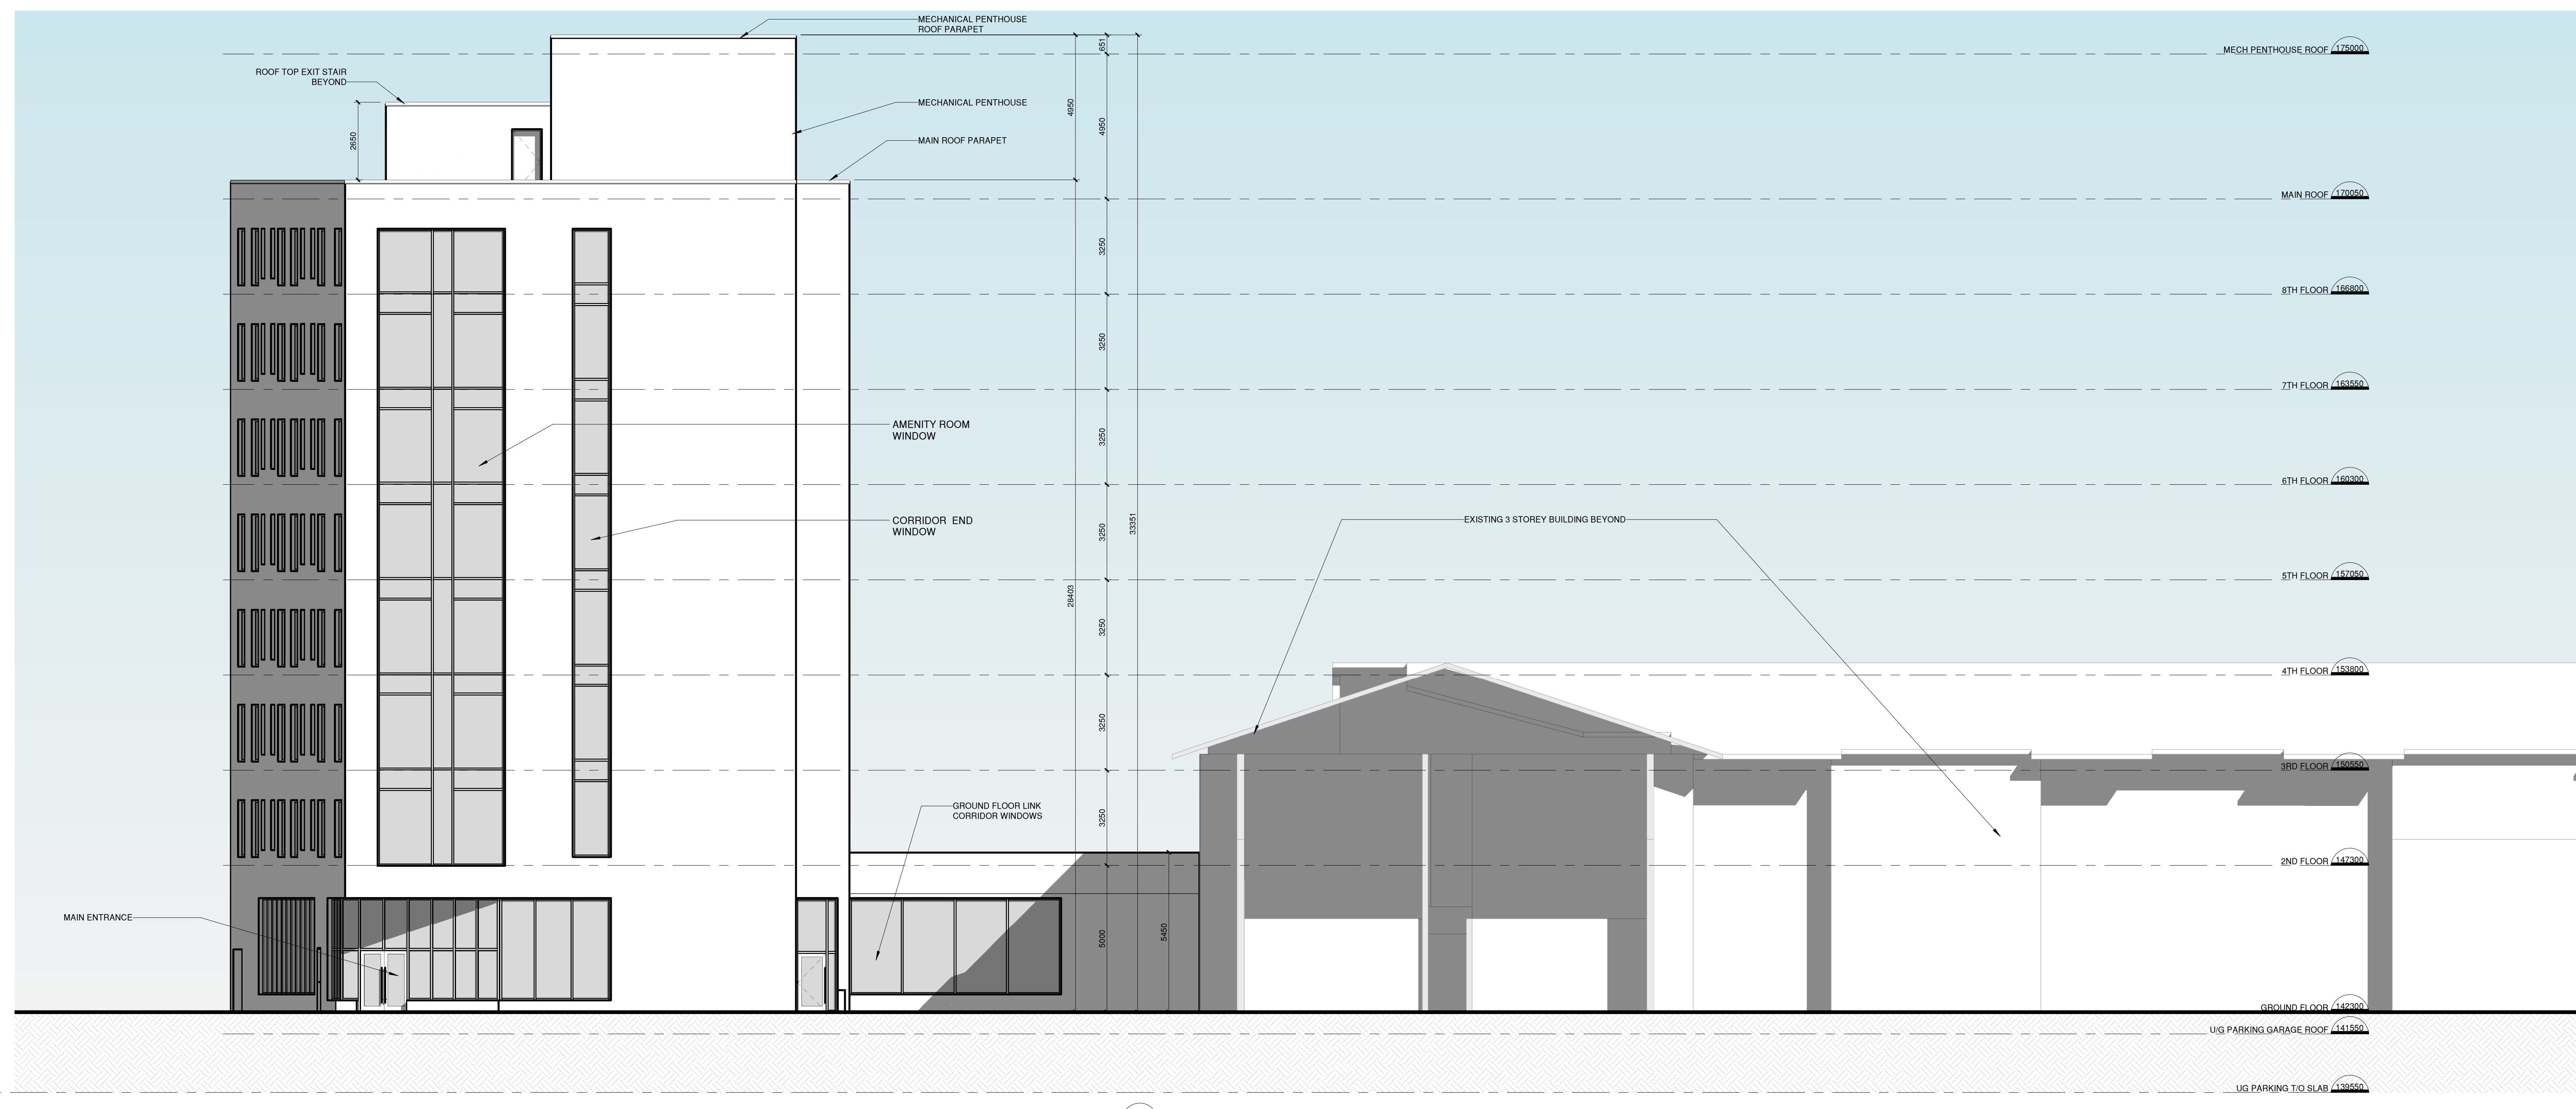 MECHANICAL PENTHOUSE
ROOF PARAPET
651
MECH PENTHOUSE ROOF 175000
ROOF TOP EXIT STAIR
BEYOND
MECHANICAL PENTHOUSE
4950
4950
2650
MAIN ROOF PARAPET
MAIN ROOF 170050
3250
8TH FLOOR 166800
3250
7TH FLOOR 163550
AMENITY ROOM
WINDOW
3250
6TH FLOOR 160300
CORRIDOR END
WINDOW
3250
33351
EXISTING 3 STOREY BUILDING BEYOND
5TH FLOOR 157050
28403
3250
4TH FLOOR 153800
3250
3RD FLOOR 150550
GROUND FLOOR LINK
CORRIDOR WINDOWS
3250
2ND FLOOR 147300
MAIN ENTRANCE
5000
5450
GROUND FLOOR 142300
U/G PARKING GARAGE ROOF 141550
UG PARKING T/O SLAB 139550